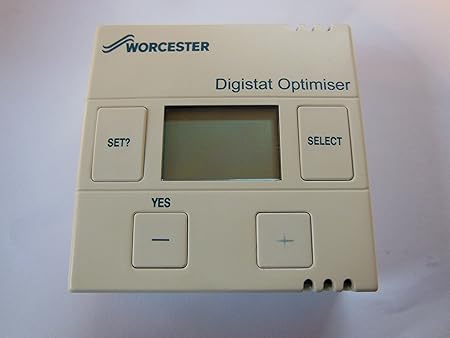 WORCESTER
Digistat Optimiser
SET?
SELECT
YES
− +